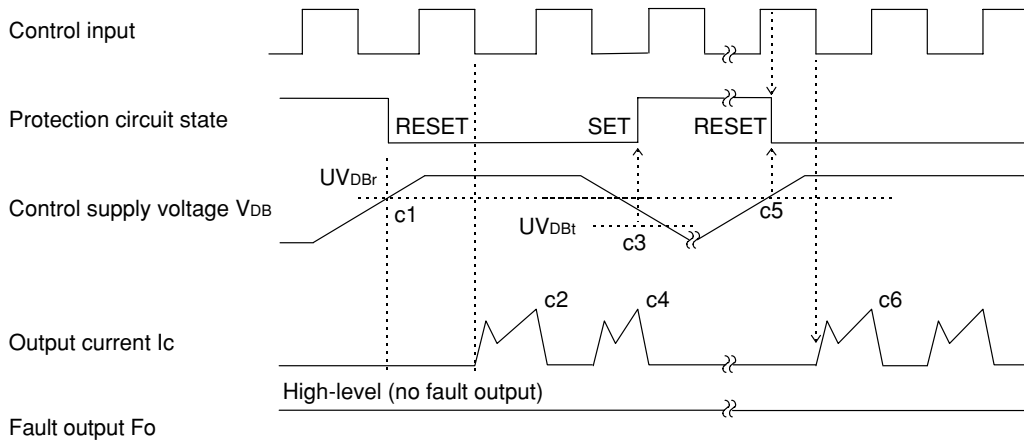 Control input
Protection circuit state
RESET
SET
RESET
UVDBr
Control supply voltage VDB
c1
UVDBt
c3
c5
c2
c4
c6
Output current Ic
High-level (no fault output)
Fault output Fo